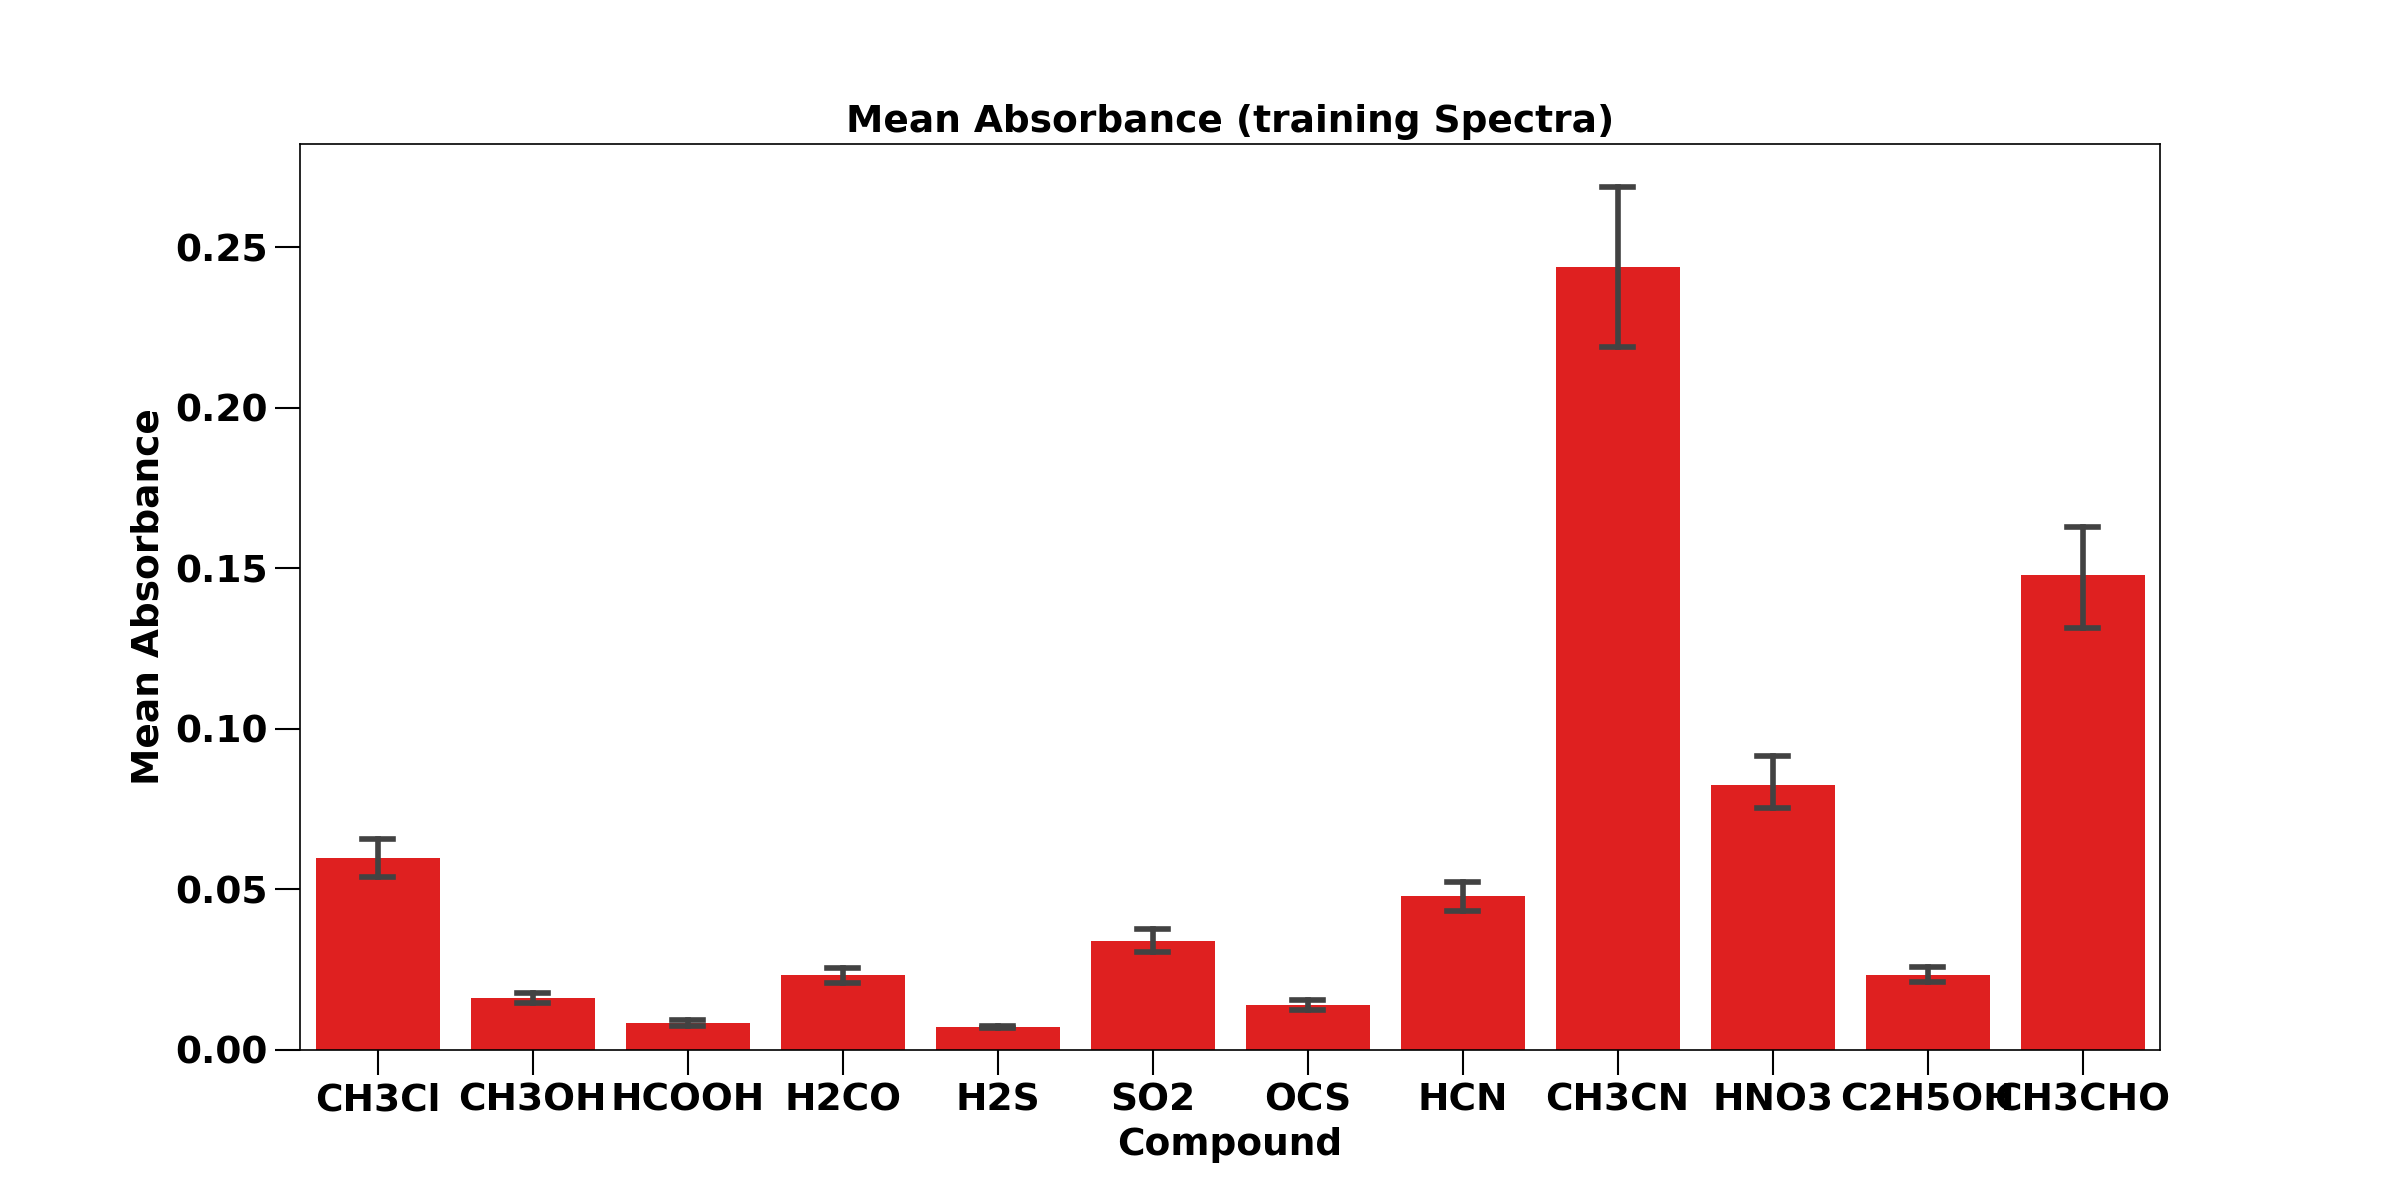 Mean Absorbance (training Spectra)
Mean Absorbance
0.25
0.20
0.15
0.10
0.05
0.00
CH3Cl CH3OH HCOOH H2CO H2S SO2 OCS HCN CH3CN HNO3 C2H5OH CH3CHO
Compound